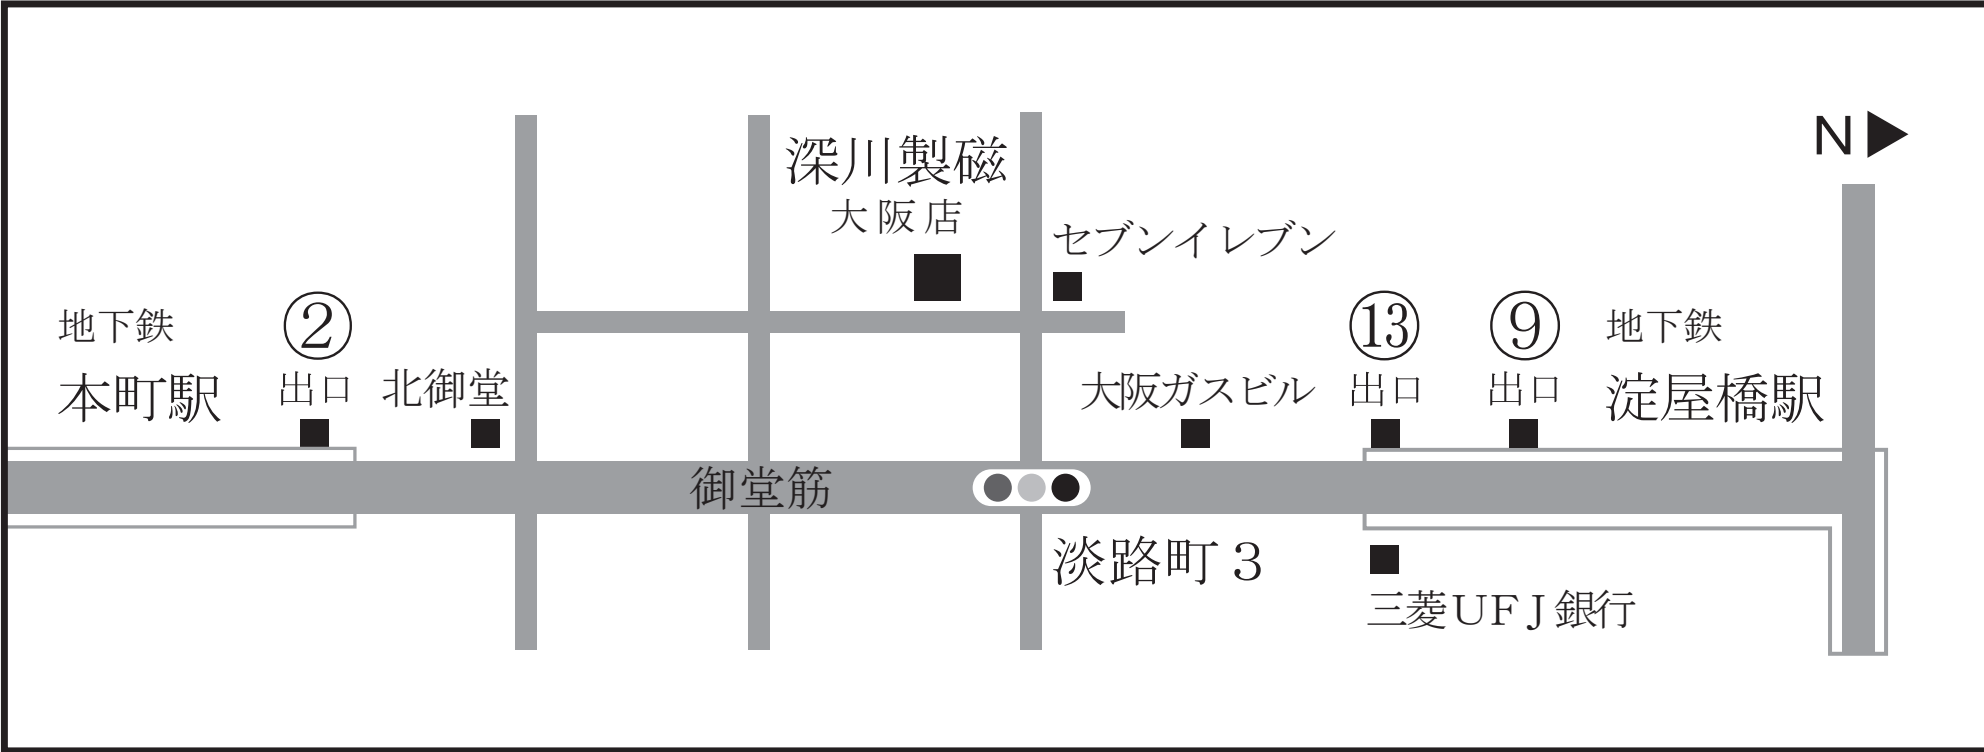 N
深川製磁
大阪店
セブンイレブン
地下鉄
本町駅
②
出口
北御堂
大阪ガスビル
⑬
出口
⑨
出口
地下鉄
淀屋橋駅
御堂筋
淡路町３
三菱ＵＦＪ銀行